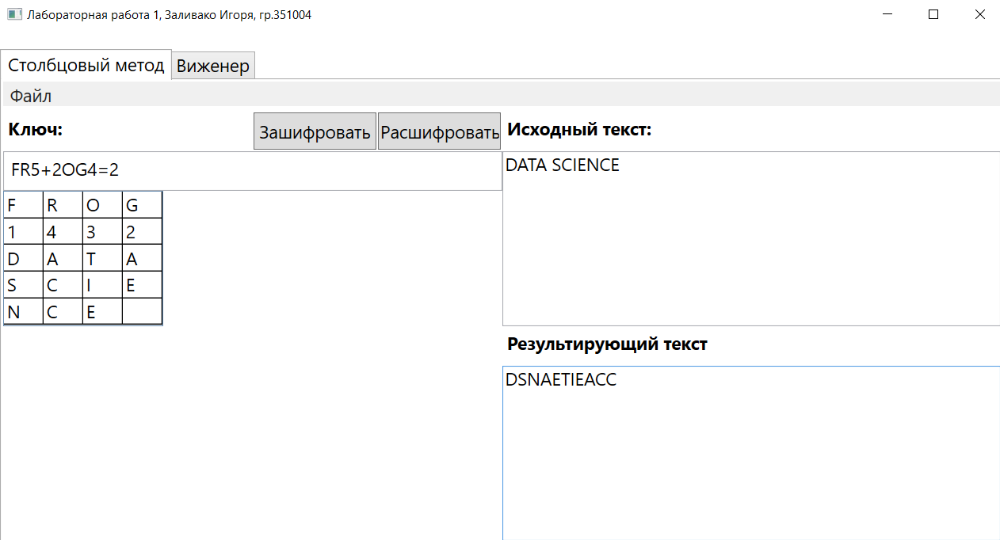 Лабораторная работа 1, Заливако Игоря, гр.351004
Столбцовый метод Виженер
Файл
Ключ: Зашифровать Расшифровать Исходный текст:
FR5+2OG4=2
DATA SCIENCE
F R O G
1 4 3 2
D A T A
S C I E
N C E
Результирующий текст
DSNAETIEACC